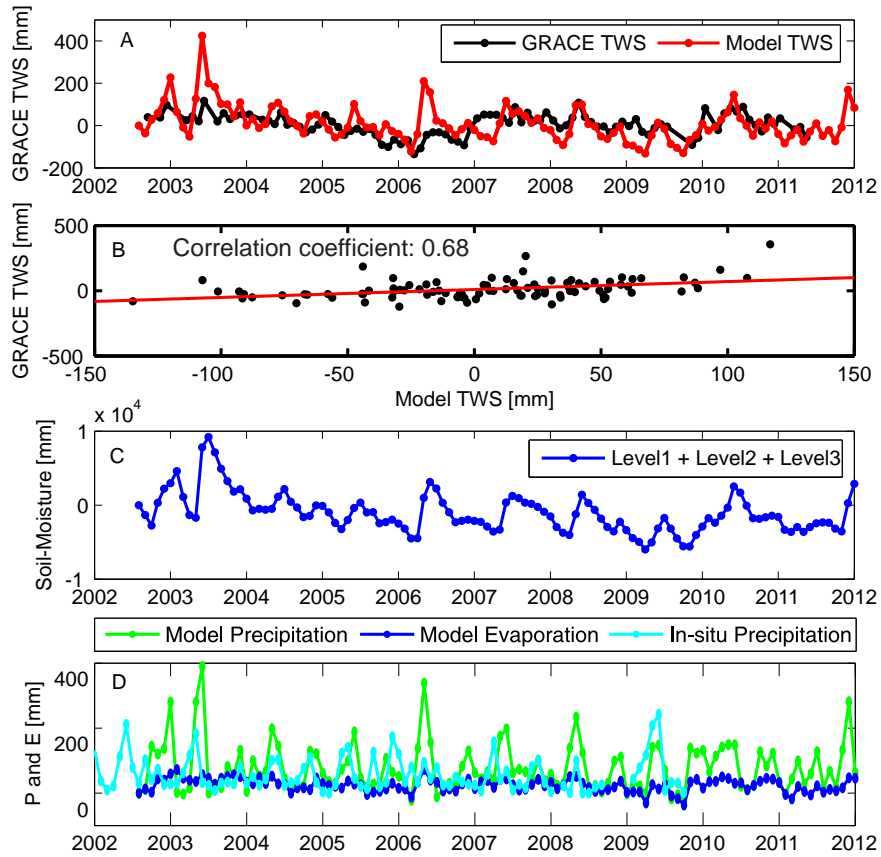 A
GRACE TWS
Model TWS
GRACE TWS [mm]
400
200
0
-200
2002 2003 2004 2005 2006 2007 2008 2009 2010 2011 2012
B
Correlation coefficient: 0.68
GRACE TWS [mm]
500
0
-500
-150 -100 -50 0 50 100 150
Model TWS [mm]
x 10^4
C
Level1 + Level2 + Level3
Soil-Moisture [mm]
1
0
-1
2002 2003 2004 2005 2006 2007 2008 2009 2010 2011 2012
Model Precipitation Model Evaporation In-situ Precipitation
D
P and E [mm]
400
200
0
2002 2003 2004 2005 2006 2007 2008 2009 2010 2011 2012